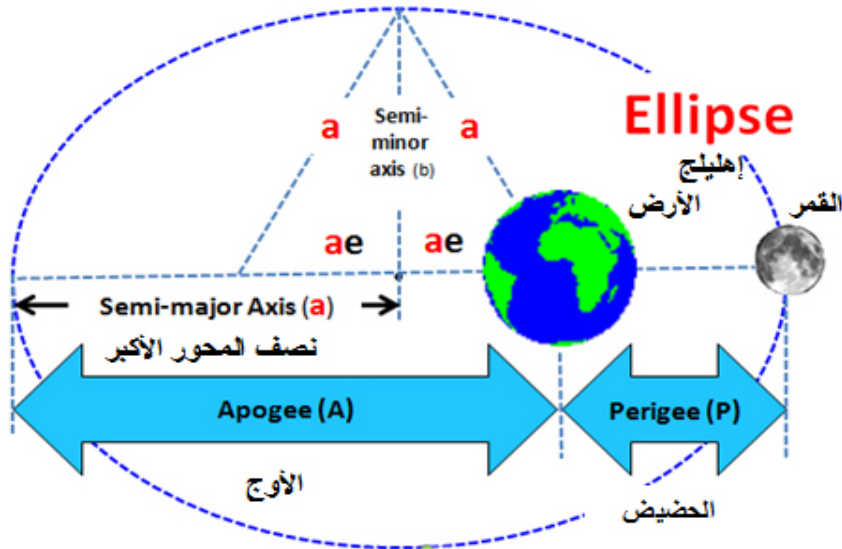 Ellipse
إهليلج
الأرض
القمر
a
Semi-
minor
axis (b)
a
ae
ae
Semi-major Axis (a)
نصف المحور الأكبر
Apogee (A)
Perigee (P)
الأوج
الحضيض